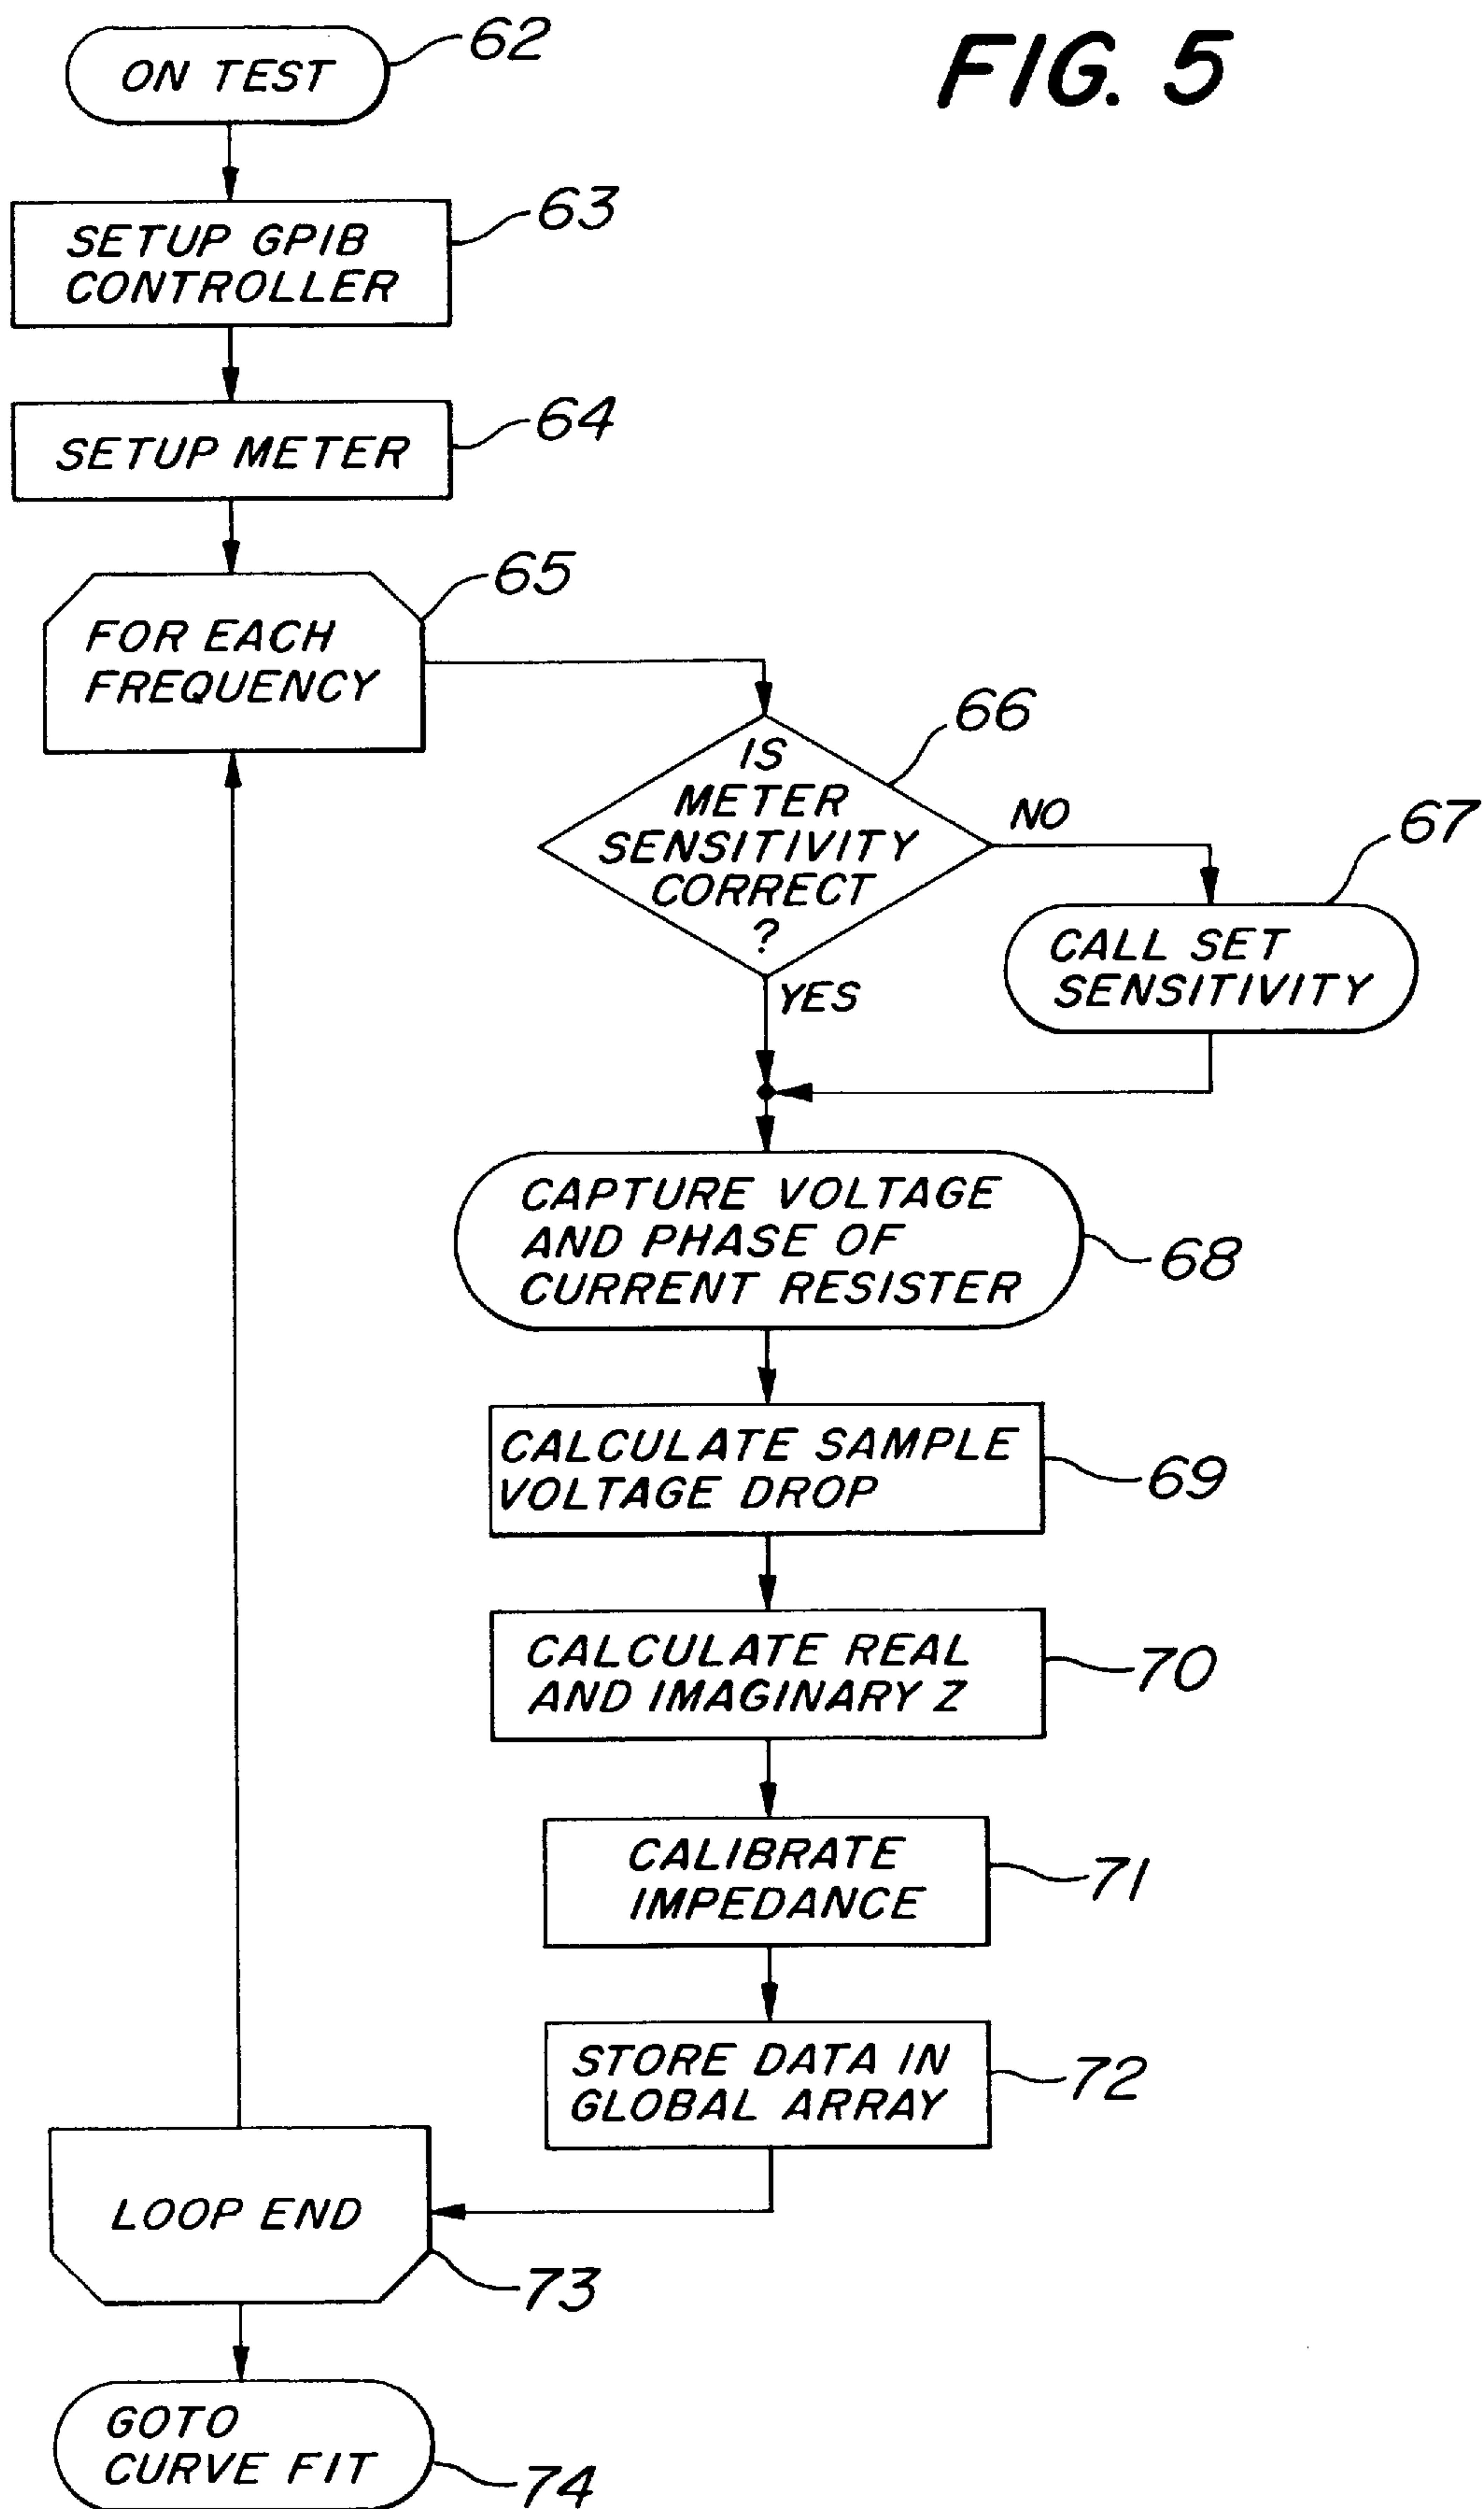 FIG. 5
ON TEST
62
SETUP GPIB
CONTROLLER
63
SETUP METER
64
FOR EACH
FREQUENCY
65
IS
METER
SENSITIVITY
CORRECT
?
66
NO
YES
CALL SET
SENSITIVITY
67
CAPTURE VOLTAGE
AND PHASE OF
CURRENT RESISTER
68
CALCULATE SAMPLE
VOLTAGE DROP
69
CALCULATE REAL
AND IMAGINARY Z
70
CALIBRATE
IMPEDANCE
71
STORE DATA IN
GLOBAL ARRAY
72
LOOP END
73
GOTO
CURVE FIT
74